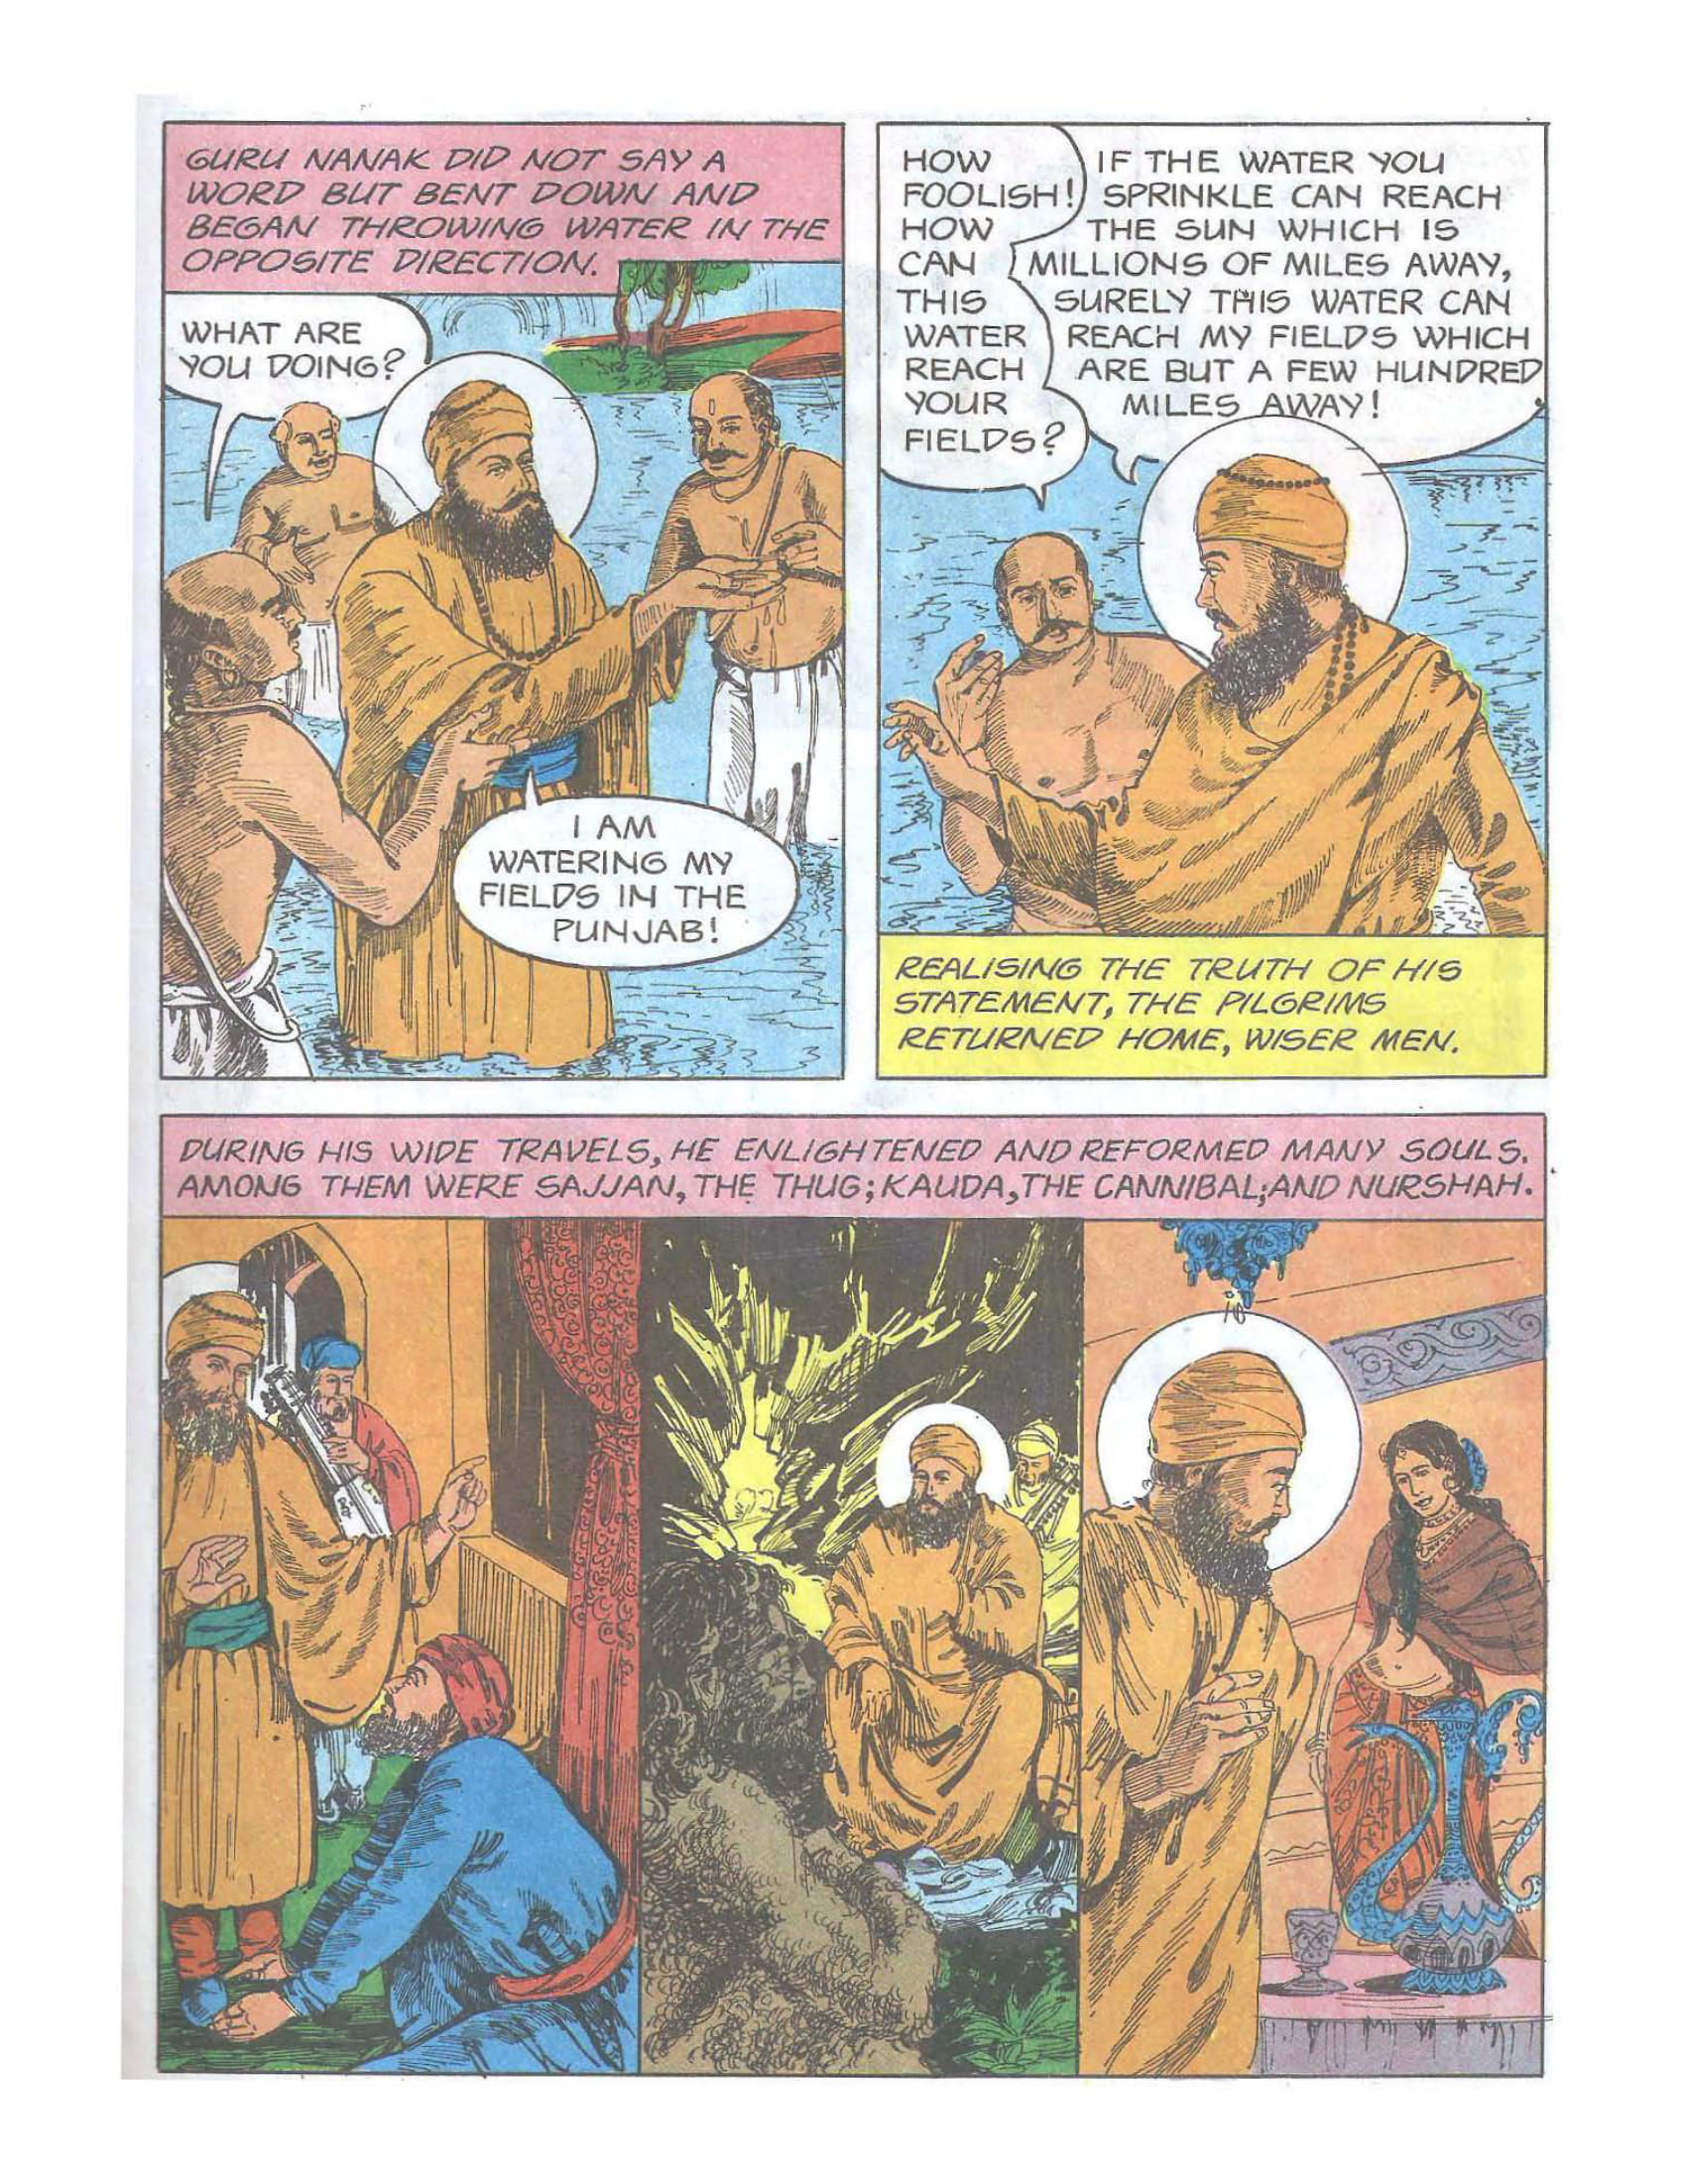 GURU NANAK DID NOT SAY A
WORD BUT BENT DOWN AND
BEGAN THROWING WATER IN THE
OPPOSITE DIRECTION.
WHAT ARE
YOU DOING?
I AM
WATERING MY
FIELDS IN THE
PUNJAB!
HOW
FOOLISH!
HOW
CAN
THIS
WATER
REACH
YOUR
FIELDS?
IF THE WATER YOU
SPRINKLE CAN REACH
THE SUN WHICH IS
MILLIONS OF MILES AWAY,
SURELY THIS WATER CAN
REACH MY FIELDS WHICH
ARE BUT A FEW HUNDRED
MILES AWAY!
REALISING THE TRUTH OF HIS
STATEMENT, THE PILGRIMS
RETURNED HOME, WISER MEN.
DURING HIS WIDE TRAVELS, HE ENLIGHTENED AND REFORMED MANY SOULS.
AMONG THEM WERE SAJJAN, THE THUG; KAUDA, THE CANNIBAL; AND NURSHAH.